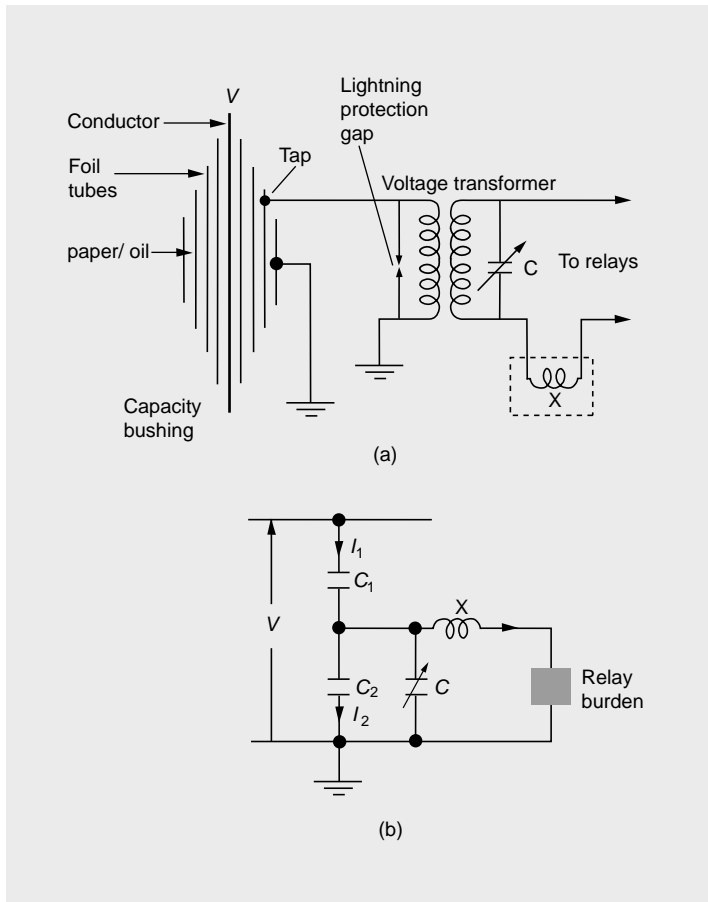 V
Conductor
Foil
tubes
paper/ oil
Tap
Lightning
protection
gap
Voltage transformer
C
To relays
X
Capacity
bushing
(a)
V
I1
C1
C2
I2
C
X
Relay
burden
(b)